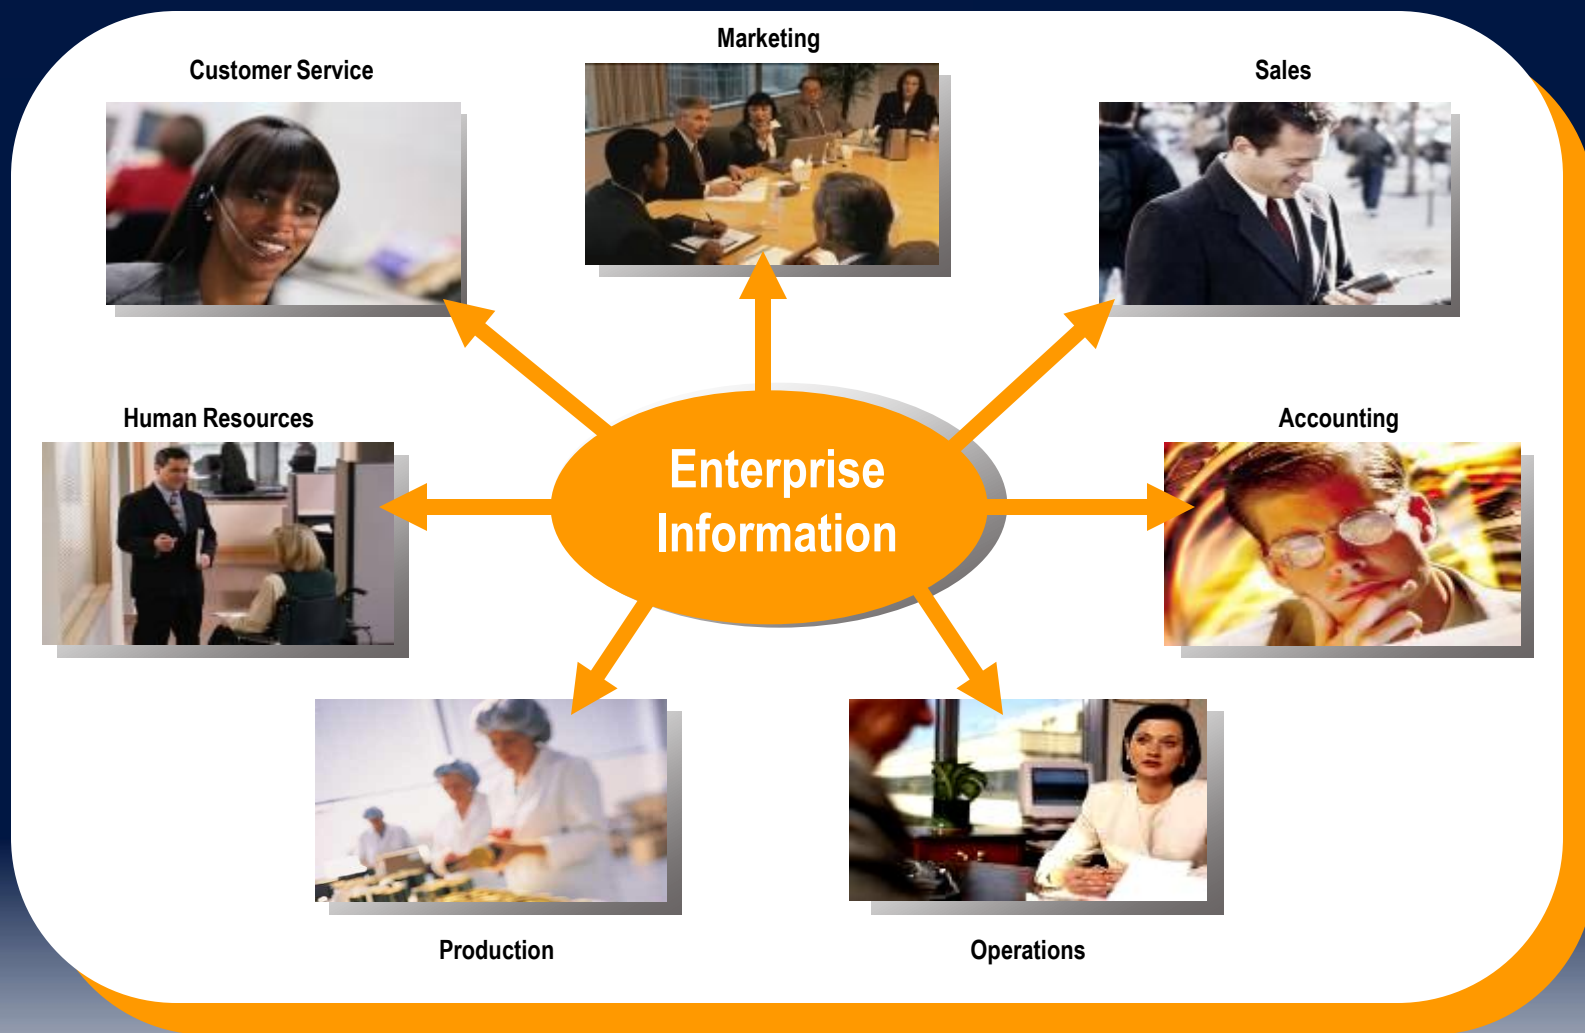 Marketing
Customer Service
Sales
Human Resources
Accounting
Enterprise
Information
Production
Operations